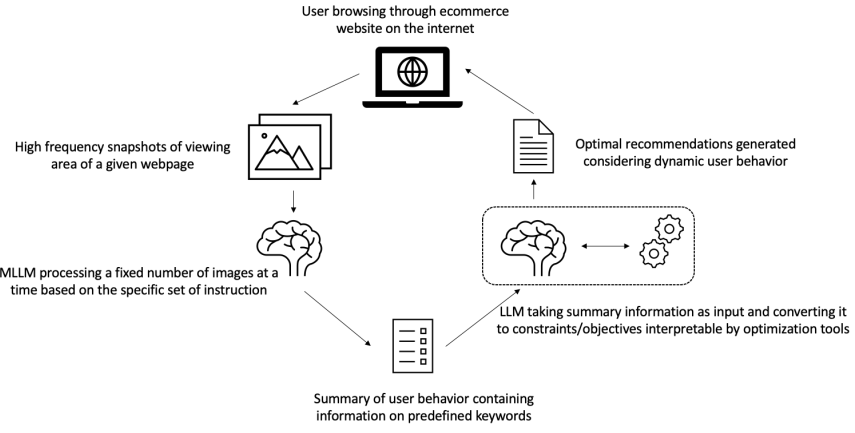 User browsing through ecommerce
website on the internet
High frequency snapshots of viewing
area of a given webpage
Optimal recommendations generated
considering dynamic user behavior
MLLM processing a fixed number of images at a
time based on the specific set of instruction
LLM taking summary information as input and converting it
to constraints/objectives interpretable by optimization tools
Summary of user behavior containing
information on predefined keywords